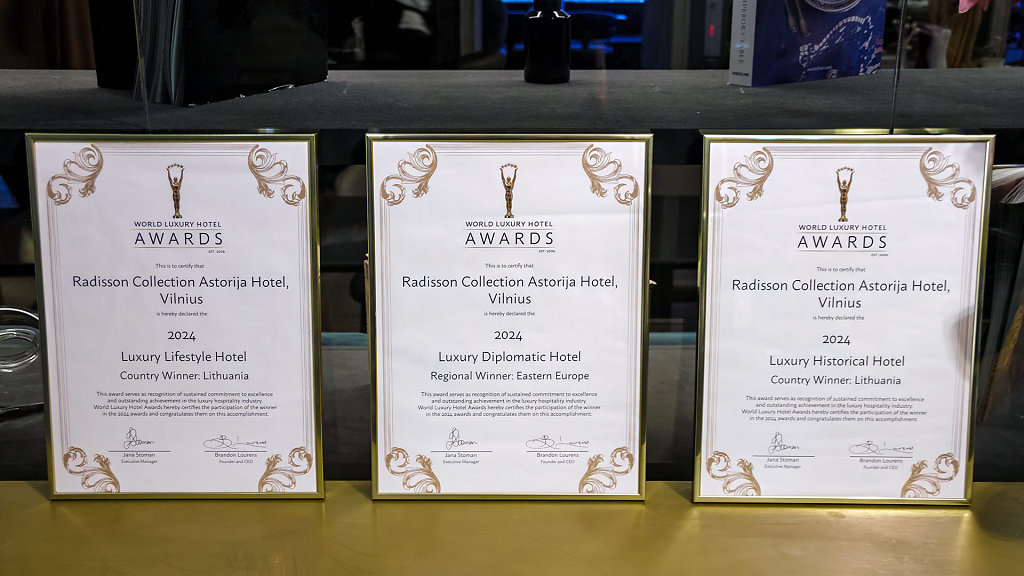 EMPEROR'S TABLE
ASSOULINE
WORLD LUXURY HOTEL
AWARDS
EST. 2006
This is to certify that
Radisson Collection Astorija Hotel,
Vilnius
is hereby declared the
2024
Luxury Lifestyle Hotel
Country Winner: Lithuania
This award serves as recognition of sustained commitment to excellence
and outstanding achievement in the luxury hospitality industry.
World Luxury Hotel Awards hereby certifies the participation of the winner
in the 2024 awards and congratulates them on this accomplishment.
Jana Stoman
Executive Manager
Brandon Lourens
Founder and CEO
WORLD LUXURY HOTEL
AWARDS
EST. 2006
This is to certify that
Radisson Collection Astorija Hotel,
Vilnius
is hereby declared the
2024
Luxury Diplomatic Hotel
Regional Winner: Eastern Europe
This award serves as recognition of sustained commitment to excellence
and outstanding achievement in the luxury hospitality industry.
World Luxury Hotel Awards hereby certifies the participation of the winner
in the 2024 awards and congratulates them on this accomplishment.
Jana Stoman
Executive Manager
Brandon Lourens
Founder and CEO
WORLD LUXURY HOTEL
AWARDS
EST. 2006
This is to certify that
Radisson Collection Astorija Hotel,
Vilnius
is hereby declared the
2024
Luxury Historical Hotel
Country Winner: Lithuania
This award serves as recognition of sustained commitment to excellence
and outstanding achievement in the luxury hospitality industry.
World Luxury Hotel Awards hereby certifies the participation of the winner
in the 2024 awards and congratulates them on this accomplishment.
Jana Stoman
Executive Manager
Brandon Lourens
Founder and CEO